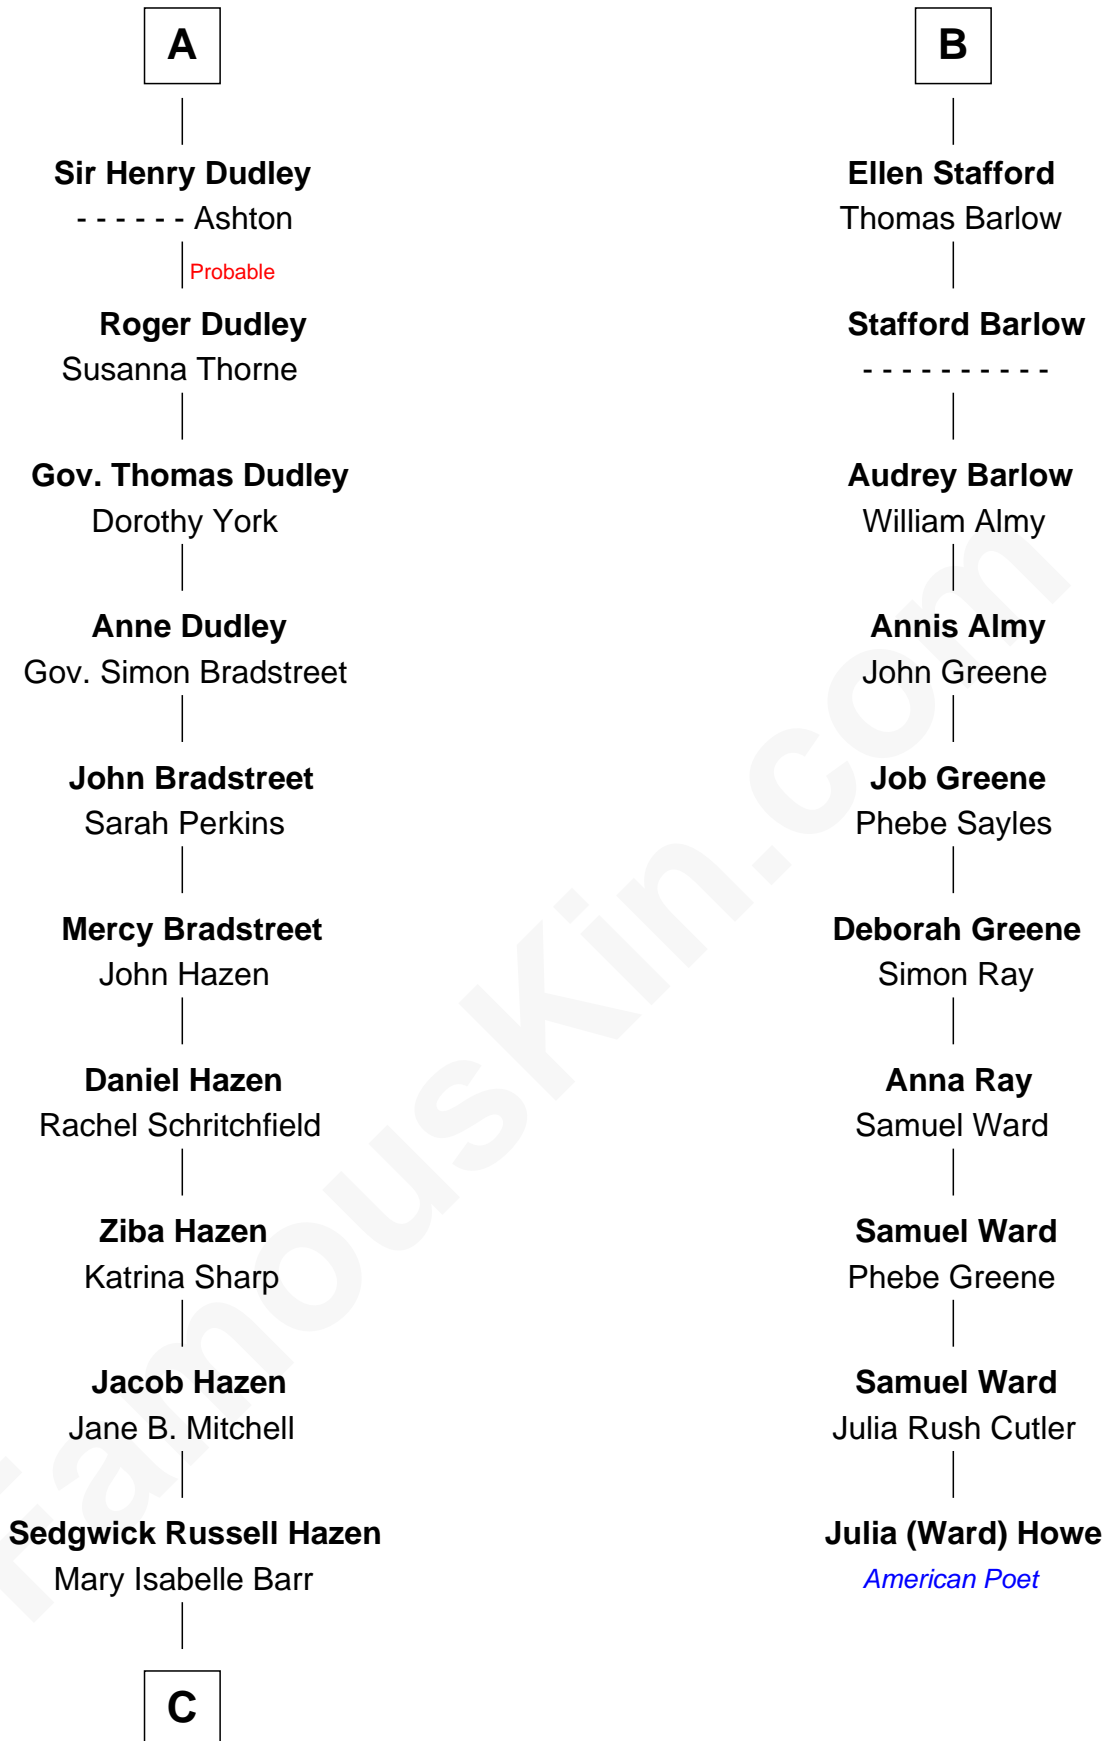 A
Sir Henry Dudley
- - - - - - Ashton
Probable
Roger Dudley
Susanna Thorne
Gov. Thomas Dudley
Dorothy York
Anne Dudley
Gov. Simon Bradstreet
John Bradstreet
Sarah Perkins
Mercy Bradstreet
John Hazen
Daniel Hazen
Rachel Schritchfield
Ziba Hazen
Katrina Sharp
Jacob Hazen
Jane B. Mitchell
Sedgwick Russell Hazen
Mary Isabelle Barr
C
B
Ellen Stafford
Thomas Barlow
Stafford Barlow
- - - - - - - - - -
Audrey Barlow
William Almy
Annis Almy
John Greene
Job Greene
Phebe Sayles
Deborah Greene
Simon Ray
Anna Ray
Samuel Ward
Samuel Ward
Phebe Greene
Samuel Ward
Julia Rush Cutler
Julia (Ward) Howe
American Poet
FamousKin.com